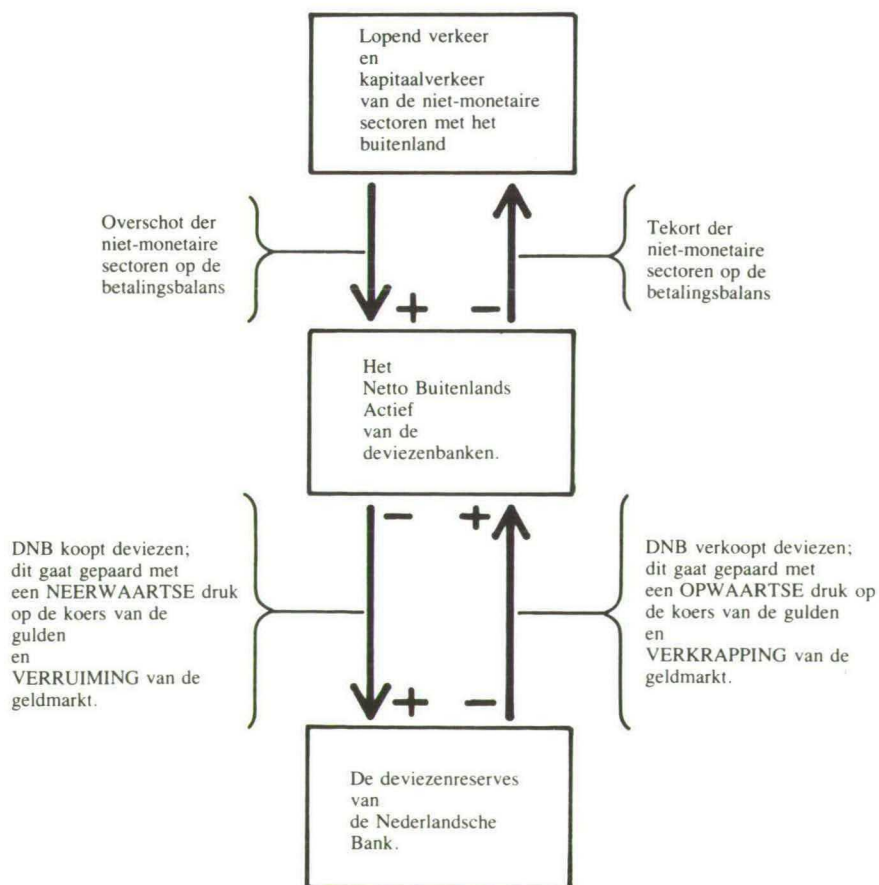 Lopend verkeer
en
kapitaalverkeer
van de niet-monetaire
sectoren met het
buitenland
Overschot der
niet-monetaire
sectoren op de
betalingsbalans
Tekort der
niet-monetaire
sectoren op de
betalingsbalans
+ −
Het
Netto Buitenlands
Actief
van de
deviezenbanken.
− +
DNB koopt deviezen;
dit gaat gepaard met
een NEERWAARTSE druk
op de koers van de
gulden
en
VERRUIMING van de
geldmarkt.
DNB verkoopt deviezen;
dit gaat gepaard met
een OPWAARTSE druk op
de koers van de gulden
en
VERKRAPPING van de
geldmarkt.
+ −
De deviezenreserves
van
de Nederlandsche
Bank.